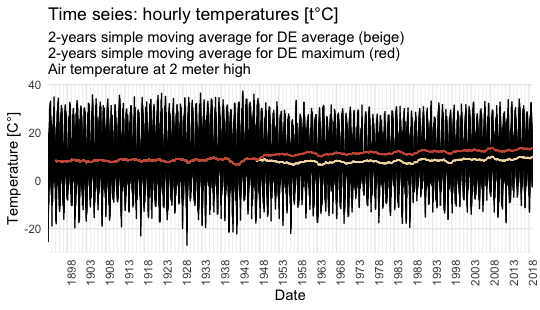 Time seies: hourly temperatures [t°C]
2-years simple moving average for DE average (beige)
2-years simple moving average for DE maximum (red)
Air temperature at 2 meter high
Temperature [C°]
40
20
0
-20
1898 1903 1908 1913 1918 1923 1928 1933 1938 1943 1948 1953 1958 1963 1968 1973 1978 1983 1988 1993 1998 2003 2008 2013 2018
Date